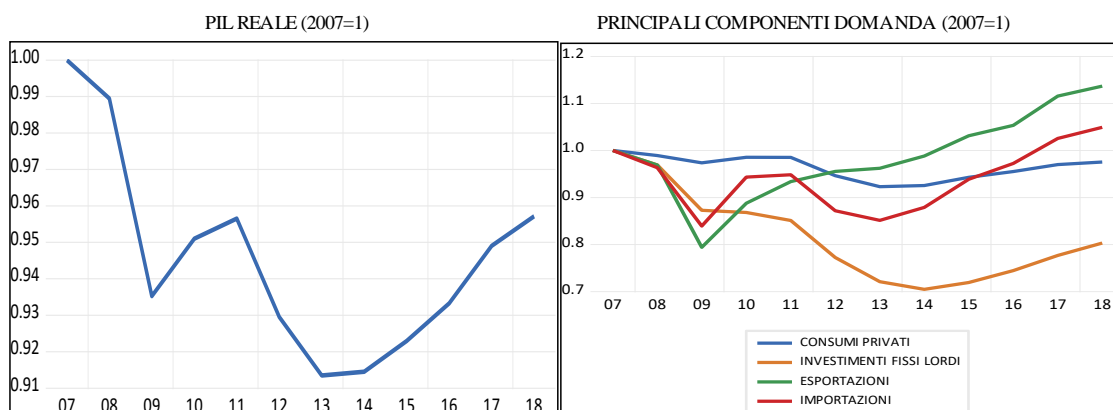 PIL REALE (2007=1)
1.00
0.99
0.98
0.97
0.96
0.95
0.94
0.93
0.92
0.91
07 08 09 10 11 12 13 14 15 16 17 18
PRINCIPALI COMPONENTI DOMANDA (2007=1)
1.2
1.1
1.0
0.9
0.8
0.7
07 08 09 10 11 12 13 14 15 16 17 18
CONSUMI PRIVATI
INVESTIMENTI FISSI LORDI
ESPORTAZIONI
IMPORTAZIONI